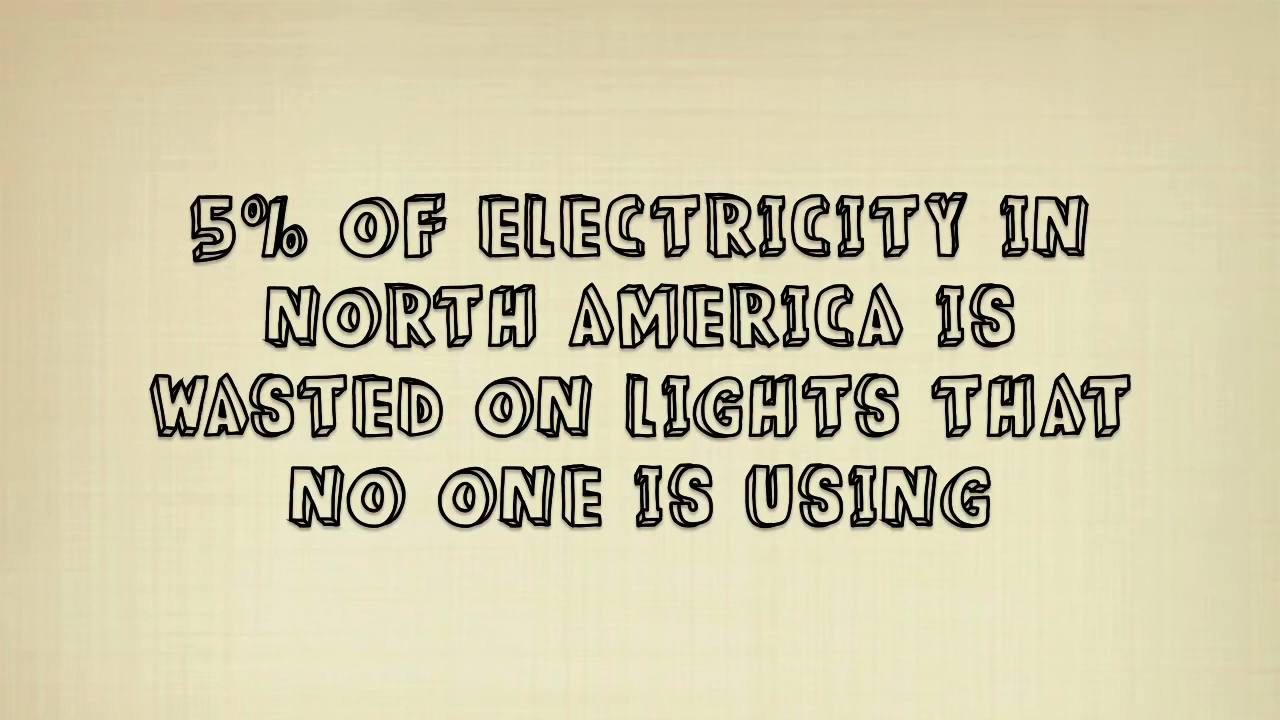 5% OF ELECTRICITY IN
NORTH AMERICA IS
WASTED ON LIGHTS THAT
NO ONE IS USING